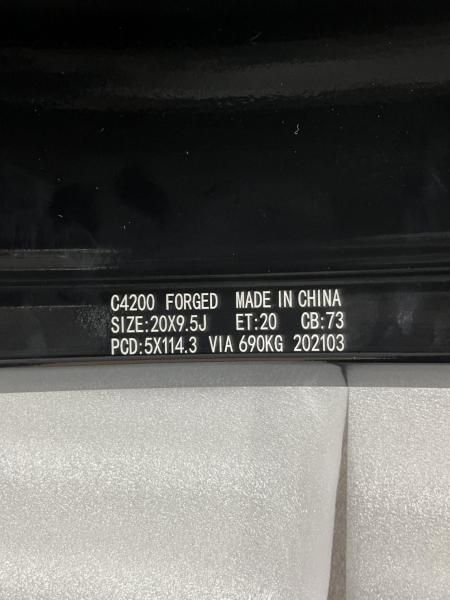 C4200 FORGED MADE IN CHINA
SIZE:20X9.5J ET:20 CB:73
PCD:5X114.3 VIA 690KG 202103